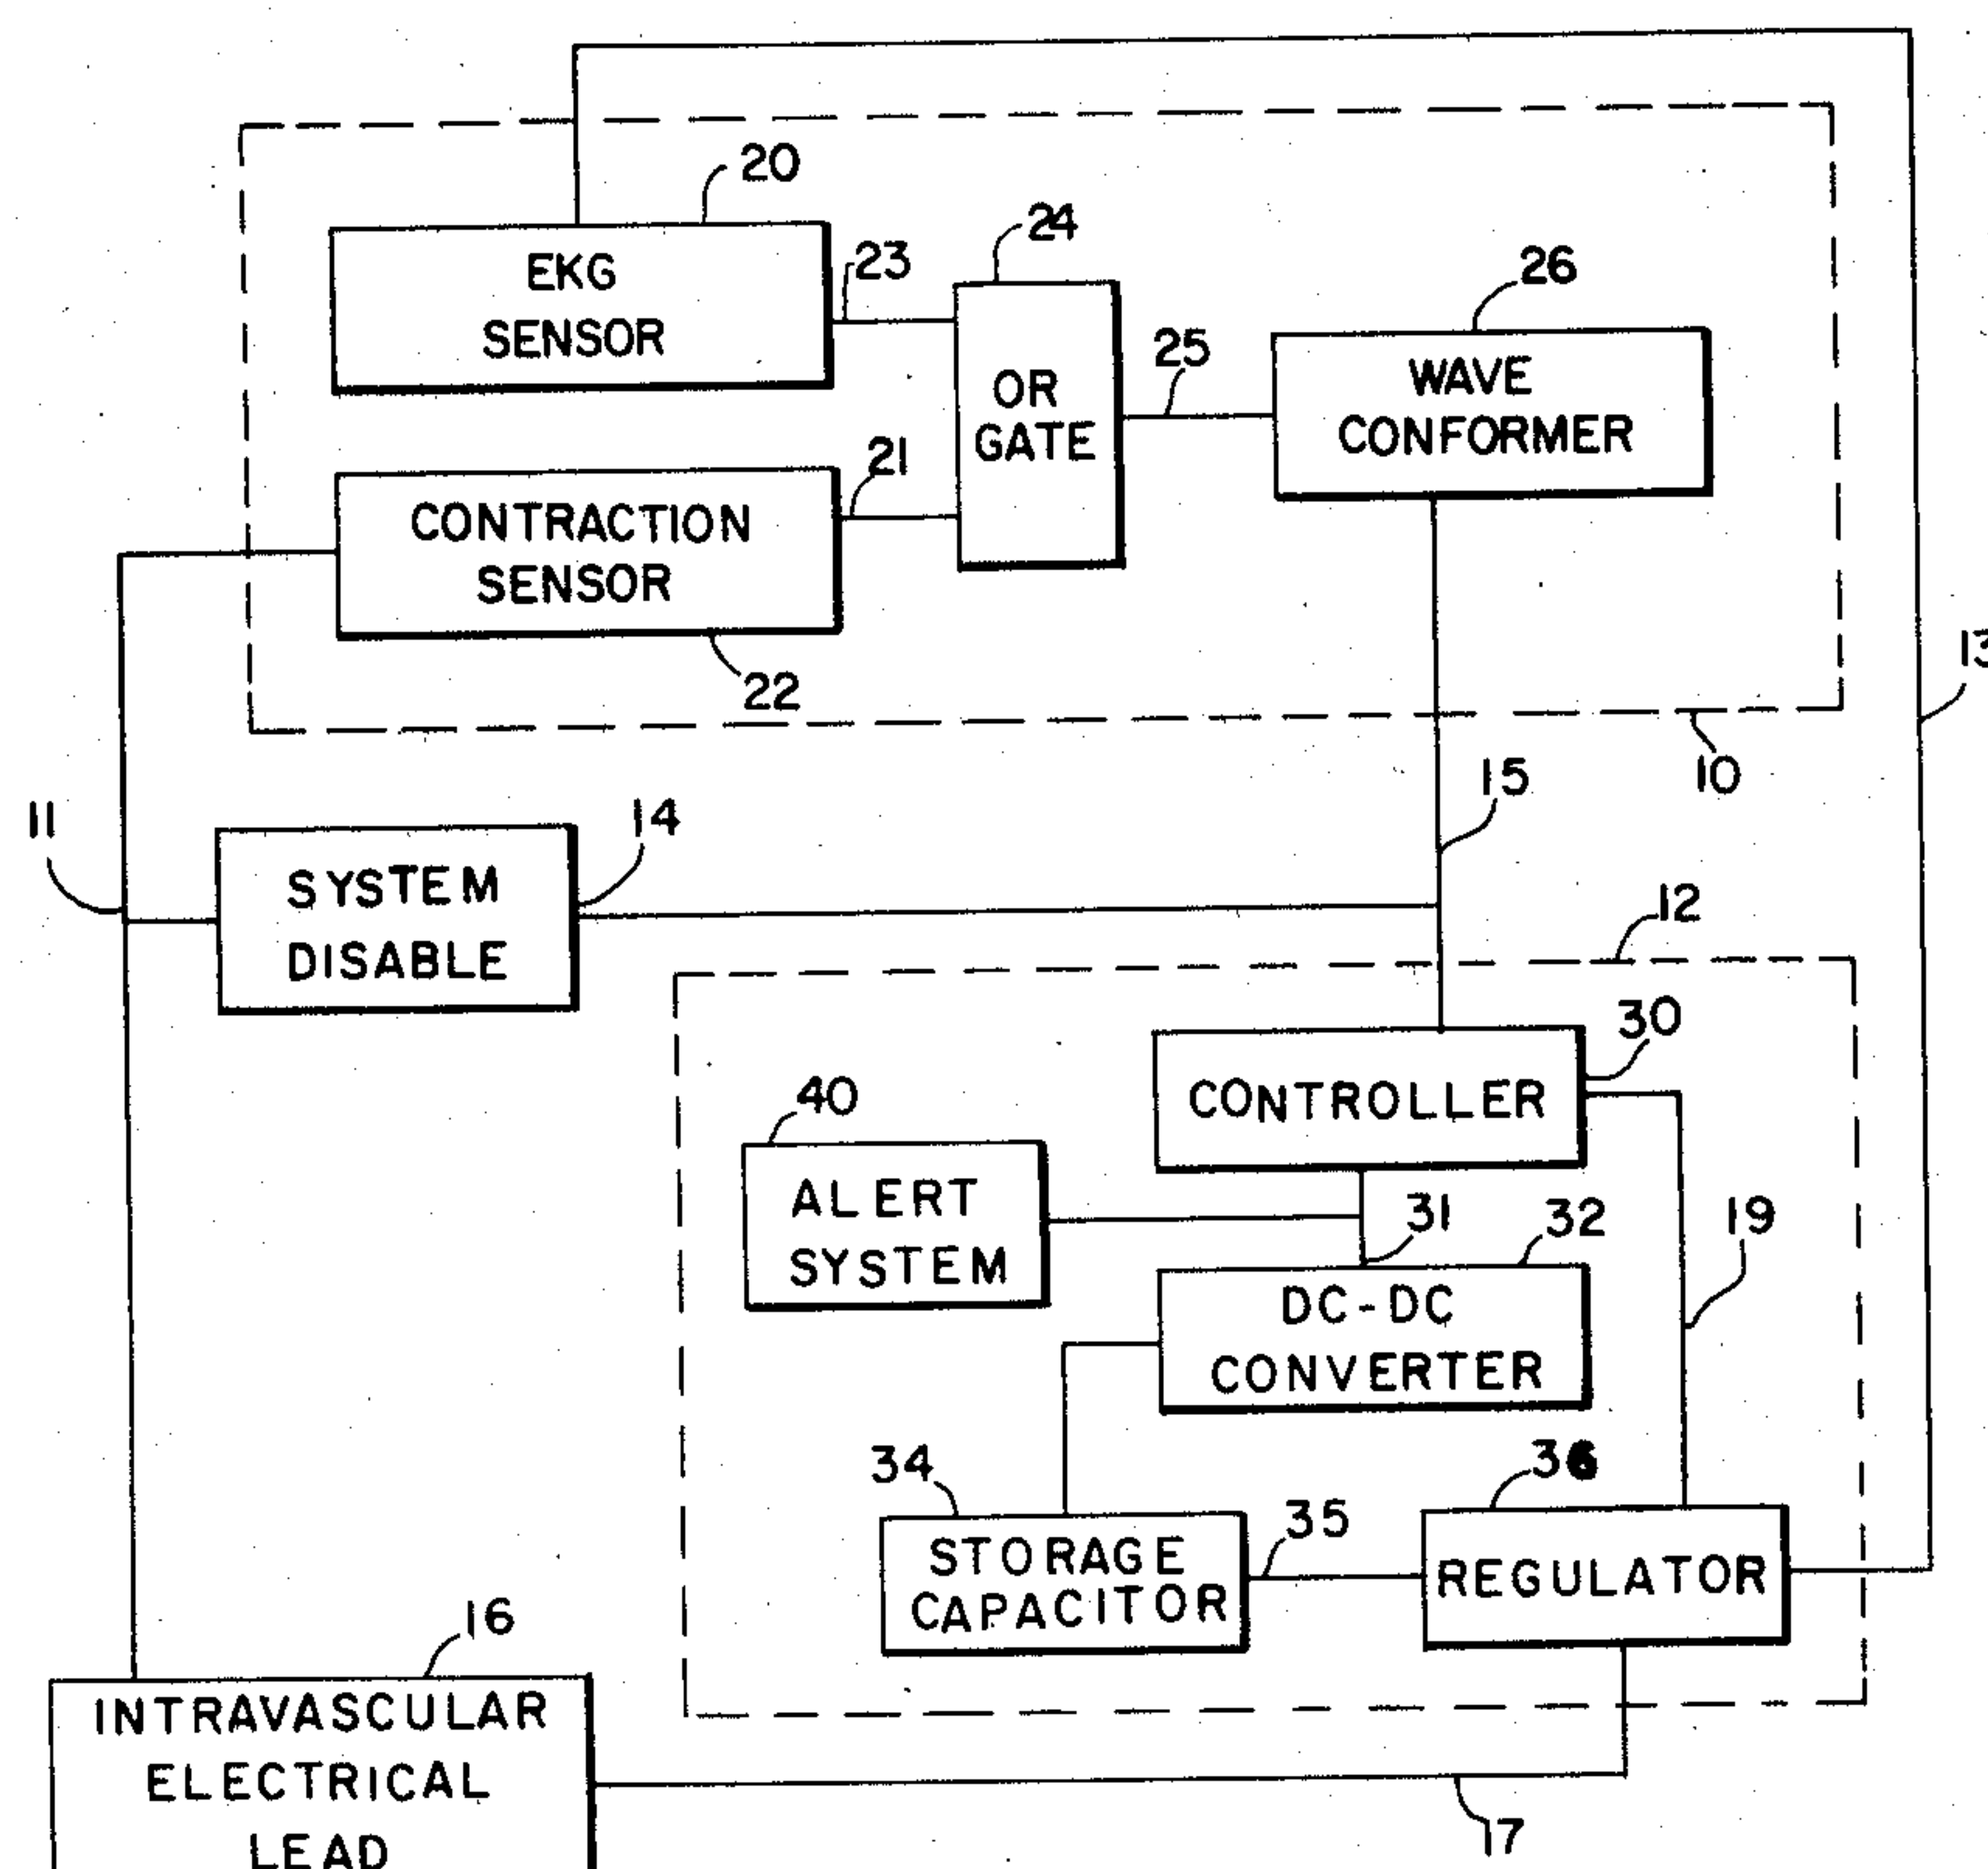 20
EKG
SENSOR
23
24
OR
GATE
25
26
WAVE
CONFORMER
21
CONTRACTION
SENSOR
22
13
10
15
11
SYSTEM
DISABLE
14
12
30
CONTROLLER
40
ALERT
SYSTEM
31
32
19
DC-DC
CONVERTER
34
STORAGE
CAPACITOR
35
36
REGULATOR
16
INTRAVASCULAR
ELECTRICAL
LEAD
17